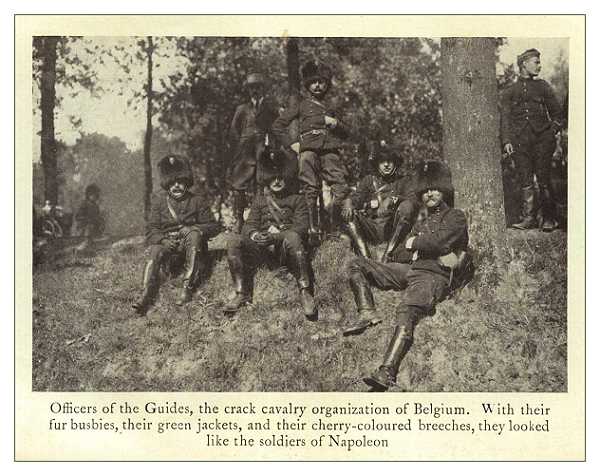 Officers of the Guides, the crack cavalry organization of Belgium. With their
fur busbies, their green jackets, and their cherry-coloured breeches, they looked
like the soldiers of Napoleon